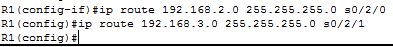 R1(config-if)#ip route 192.168.2.0 255.255.255.0 s0/2/0
R1(config)#ip route 192.168.3.0 255.255.255.0 s0/2/1
R1(config)#